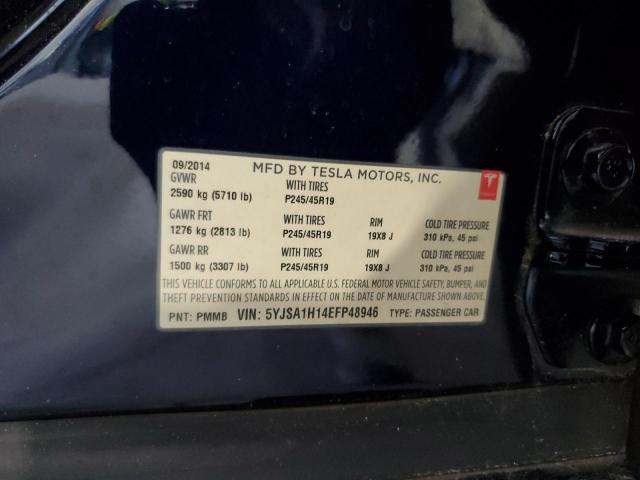 09/2014 MFD BY TESLA MOTORS, INC.
GVWR WITH TIRES
2590 kg (5710 lb) P245/45R19
GAWR FRT WITH TIRES RIM COLD TIRE PRESSURE
1276 kg (2813 lb) P245/45R19 19X8 J 310 kPa, 45 psi
GAWR RR WITH TIRES RIM COLD TIRE PRESSURE
1500 kg (3307 lb) P245/45R19 19X8 J 310 kPa, 45 psi
THIS VEHICLE CONFORMS TO ALL APPLICABLE U.S. FEDERAL MOTOR VEHICLE SAFETY, BUMPER, AND
THEFT PREVENTION STANDARDS IN EFFECT ON THE DATE OF MANUFACTURE SHOWN ABOVE.
PNT: PMMB VIN: 5YJSA1H14EFP48946 TYPE: PASSENGER CAR